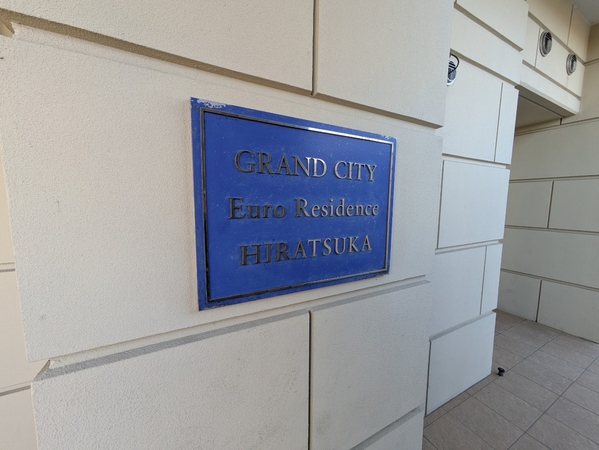 GRAND CITY
Euro Residence
HIRATSUKA